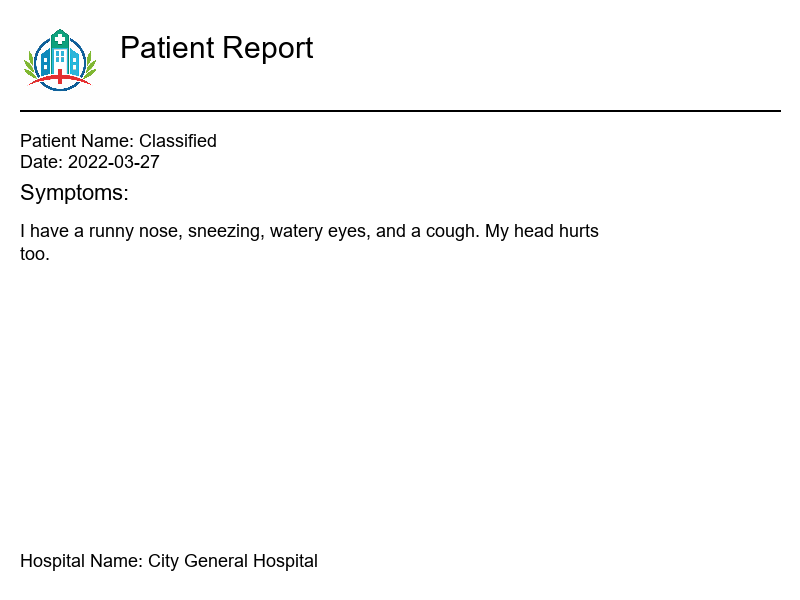 Patient Report
Patient Name: Classified
Date: 2022-03-27
Symptoms:
I have a runny nose, sneezing, watery eyes, and a cough. My head hurts
too.
Hospital Name: City General Hospital